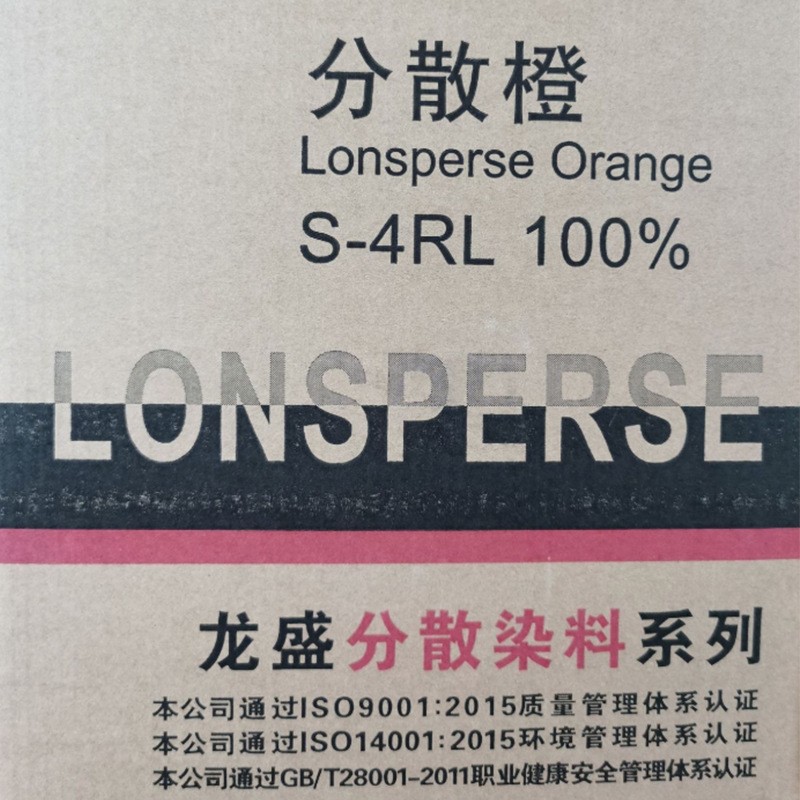 分散橙
Lonsperse Orange
S-4RL 100%
LONSPERSE
龙盛分散染料系列
本公司通过ISO9001:2015质量管理体系认证
本公司通过ISO14001:2015环境管理体系认证
本公司通过GB/T28001-2011职业健康安全管理体系认证